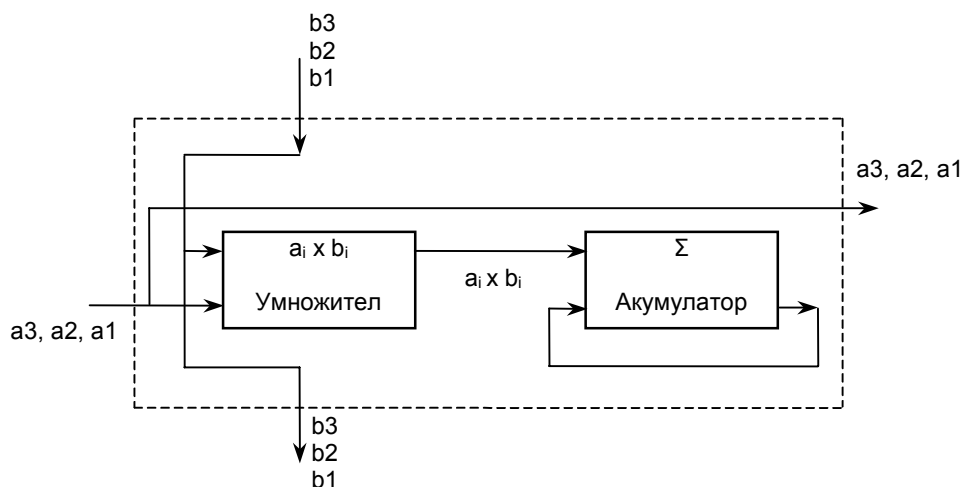 b3
b2
b1
a3, a2, a1
aᵢ x bᵢ
Умножител
aᵢ x bᵢ
Σ
Акумулатор
a3, a2, a1
b3
b2
b1